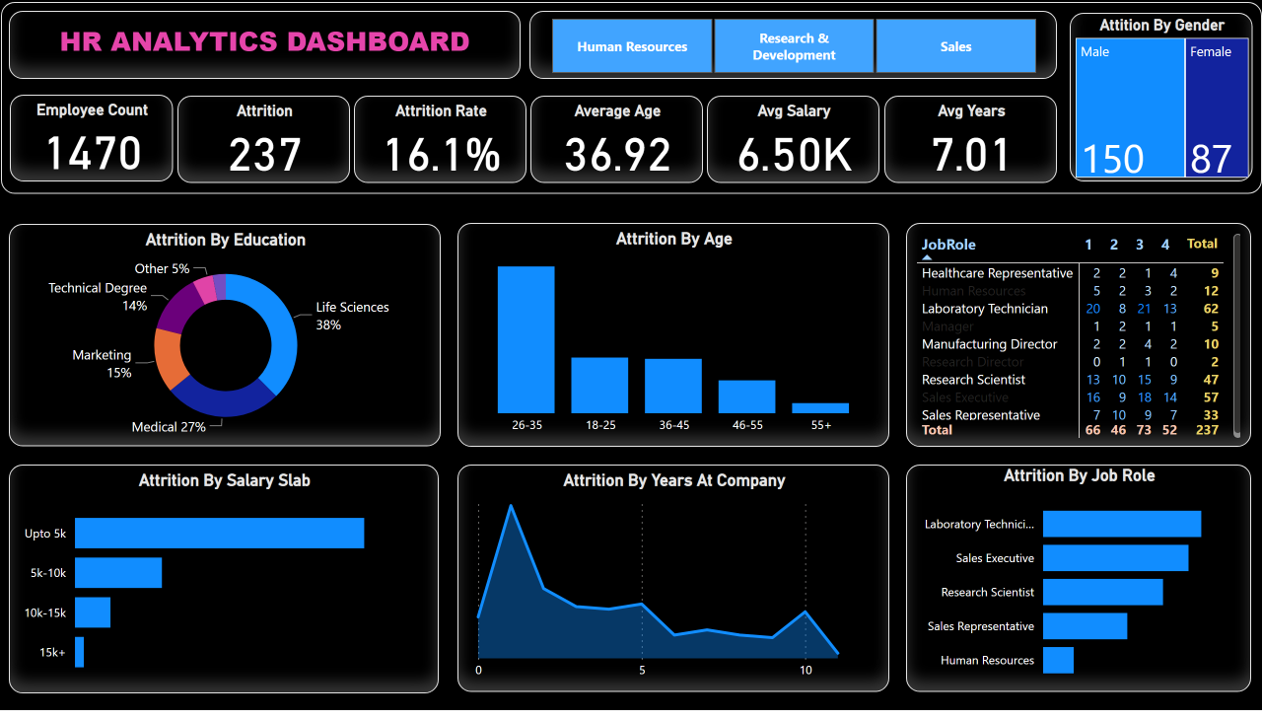 HR ANALYTICS DASHBOARD
Human Resources
Research &
Development
Sales
Attition By Gender
Male
Female
150
87
Employee Count
1470
Attrition
237
Attrition Rate
16.1%
Average Age
36.92
Avg Salary
6.50K
Avg Years
7.01
Attrition By Education
Other 5%
Technical Degree
14%
Life Sciences
38%
Marketing
15%
Medical 27%
Attrition By Age
26-35
18-25
36-45
46-55
55+
JobRole 1 2 3 4 Total
Healthcare Representative 2 2 1 4 9
Human Resources 5 2 3 2 12
Laboratory Technician 20 8 21 13 62
Manager 1 2 1 1 5
Manufacturing Director 2 2 4 2 10
Research Director 0 1 1 0 2
Research Scientist 13 10 15 9 47
Sales Executive 16 9 18 14 57
Sales Representative 7 10 9 7 33
Total 66 46 73 52 237
Attrition By Salary Slab
Upto 5k
5k-10k
10k-15k
15k+
Attrition By Years At Company
0
5
10
Attrition By Job Role
Laboratory Technici...
Sales Executive
Research Scientist
Sales Representative
Human Resources